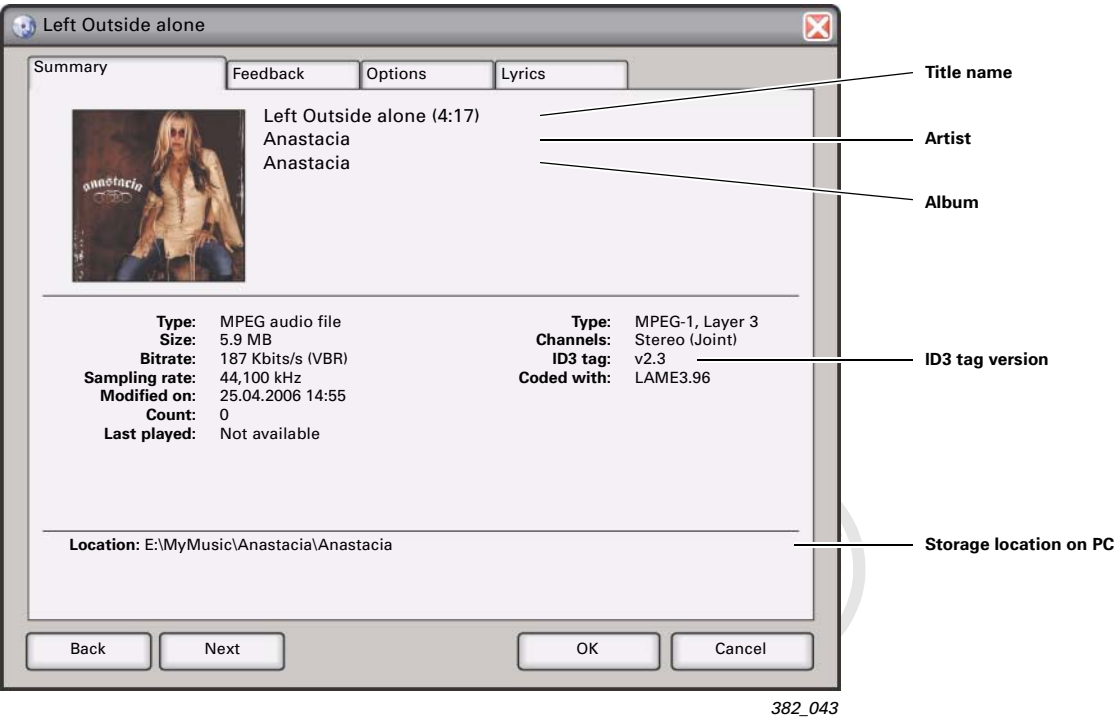 Left Outside alone
Summary
Feedback
Options
Lyrics
Title name
Left Outside alone (4:17)
Anastacia
Artist
Anastacia
Album
anastacia
Type: MPEG audio file
Size: 5.9 MB
Bitrate: 187 Kbits/s (VBR)
Sampling rate: 44,100 kHz
Modified on: 25.04.2006 14:55
Count: 0
Last played: Not available
Type: MPEG-1, Layer 3
Channels: Stereo (Joint)
ID3 tag: v2.3
Coded with: LAME3.96
ID3 tag version
Location: E:\MyMusic\Anastacia\Anastacia
Storage location on PC
Back
Next
OK
Cancel
382_043